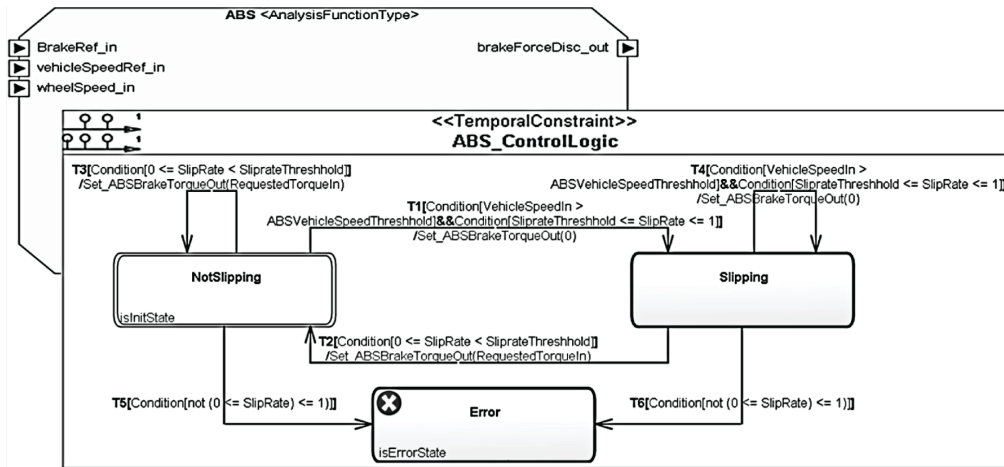 ABS <AnalysisFunctionType>
BrakeRef_in
vehicleSpeedRef_in
wheelSpeed_in
brakeForceDisc_out
1
1
<<TemporalConstraint>>
ABS_ControlLogic
T3[Condition[0 <= SlipRate < SliprateThreshhold]]
/Set_ABSBrakeTorqueOut(RequestedTorqueIn)
T1[Condition[VehicleSpeedIn >
ABSVehicleSpeedThreshhold]&&Condition[SliprateThreshhold <= SlipRate <= 1]]
/Set_ABSBrakeTorqueOut(0)
T4[Condition[VehicleSpeedIn >
ABSVehicleSpeedThreshhold]&&Condition[SliprateThreshhold <= SlipRate <= 1]]
/Set_ABSBrakeTorqueOut(0)
NotSlipping
isInitState
Slipping
T2[Condition[0 <= SlipRate < SliprateThreshhold]]
/Set_ABSBrakeTorqueOut(RequestedTorqueIn)
T5[Condition[not (0 <= SlipRate) <= 1)]]
T6[Condition[not (0 <= SlipRate) <= 1)]]
Error
isErrorState